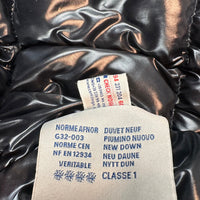 NORME AFNOR
G32-003
NORME CEN.
NF EN 12934
VERITABLE
DUVET NEUF
PIUMINO NUOVO
NEW DOWN
NEU DAUNE
NYTT DUN
CLASSE 1